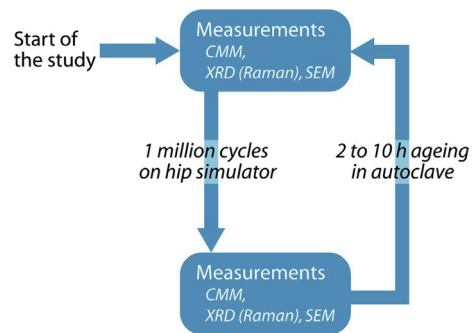 Start of
the study
Measurements
CMM,
XRD (Raman), SEM
1 million cycles
on hip simulator
2 to 10 h ageing
in autoclave
Measurements
CMM,
XRD (Raman), SEM